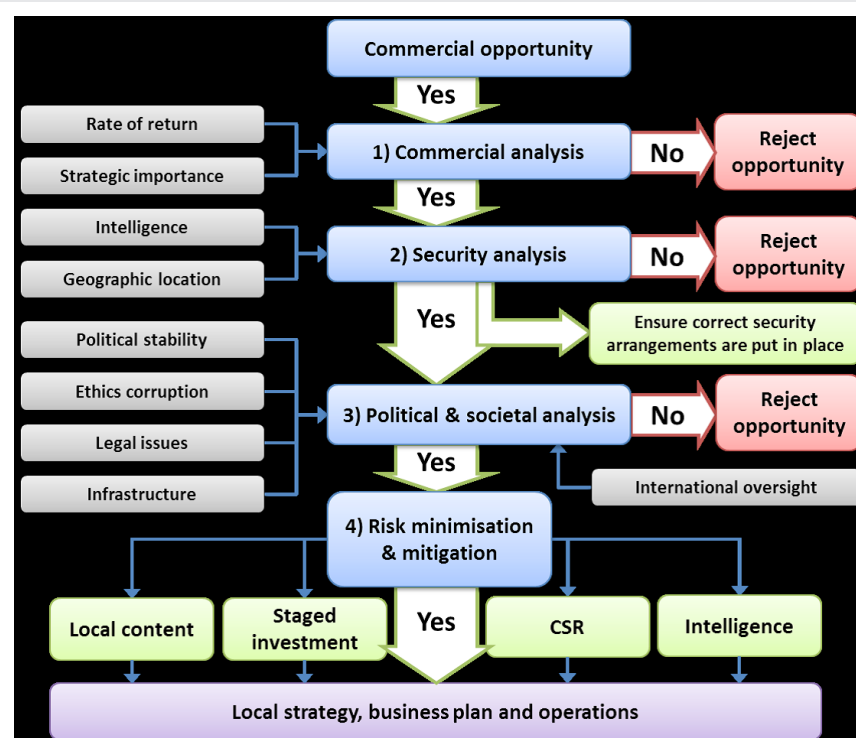 Commercial opportunity
Yes
Rate of return
Strategic importance
1) Commercial analysis
No
Reject
opportunity
Yes
Intelligence
Geographic location
2) Security analysis
No
Reject
opportunity
Yes
Ensure correct security
arrangements are put in place
Political stability
Ethics corruption
Legal issues
Infrastructure
3) Political & societal analysis
No
Reject
opportunity
Yes
International oversight
4) Risk minimisation
& mitigation
Local content
Staged
investment
Yes
CSR
Intelligence
Local strategy, business plan and operations